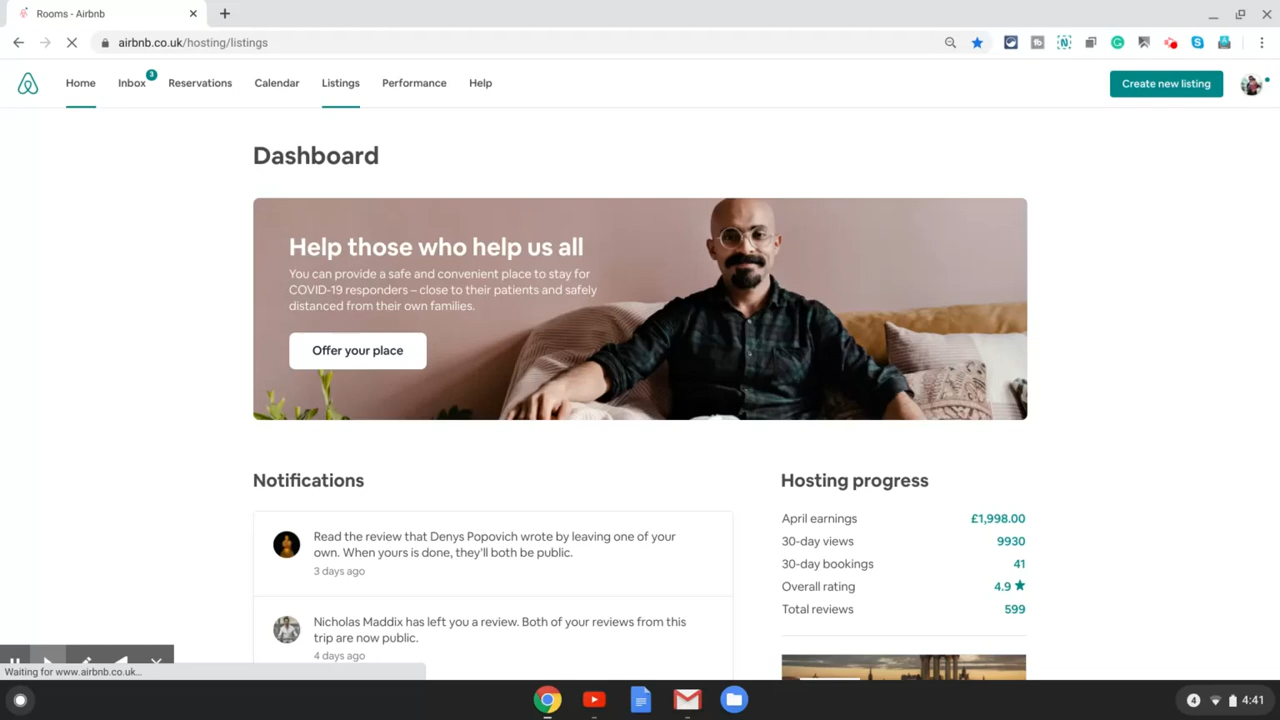 Rooms - Airbnb
airbnb.co.uk/hosting/listings
Home
Inbox
3
Reservations
Calendar
Listings
Performance
Help
Create new listing
Dashboard
Help those who help us all
You can provide a safe and convenient place to stay for
COVID-19 responders – close to their patients and safely
distanced from their own families.
Offer your place
Notifications
Read the review that Denys Popovich wrote by leaving one of your
own. When yours is done, they'll both be public.
3 days ago
Nicholas Maddix has left you a review. Both of your reviews from this
trip are now public.
4 days ago
Hosting progress
April earnings £1,998.00
30-day views 9930
30-day bookings 41
Overall rating 4.9 ★
Total reviews 599
Waiting for www.airbnb.co.uk...
4
4:41